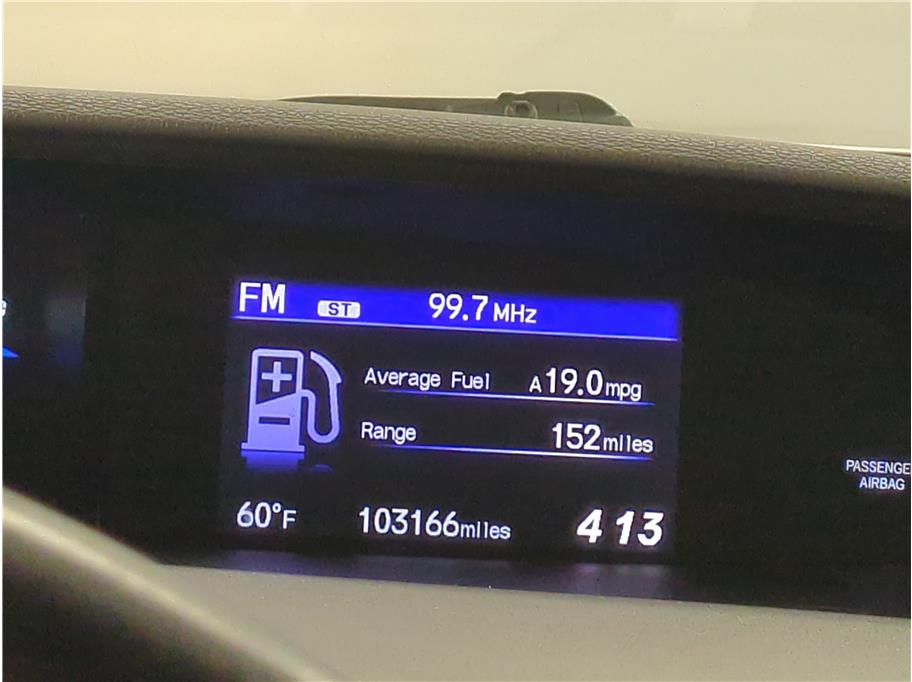 FM ST 99.7 MHz
Average Fuel A 19.0 mpg
Range 152 miles
PASSENGE
AIRBAG
60°F 103166 miles 4 13